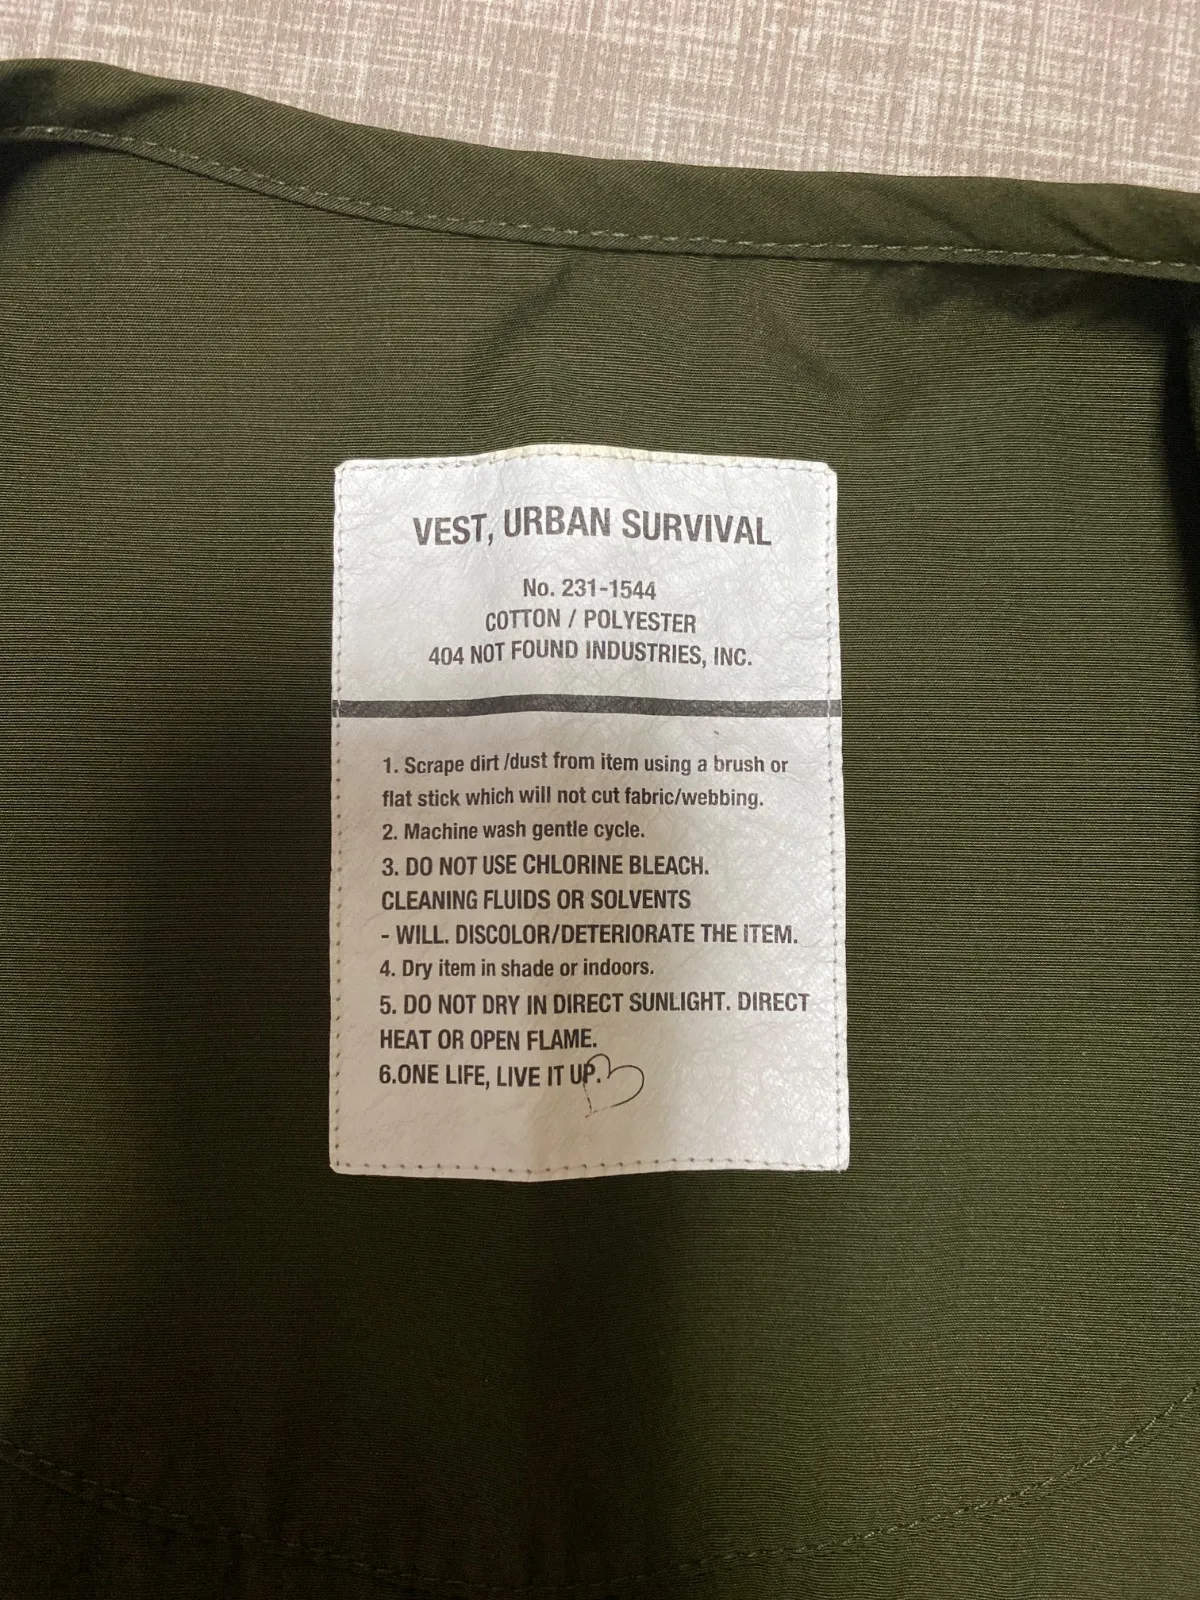 VEST, URBAN SURVIVAL
No. 231-1544
COTTON / POLYESTER
404 NOT FOUND INDUSTRIES, INC.
1. Scrape dirt /dust from item using a brush or
flat stick which will not cut fabric/webbing.
2. Machine wash gentle cycle.
3. DO NOT USE CHLORINE BLEACH.
CLEANING FLUIDS OR SOLVENTS
- WILL. DISCOLOR/DETERIORATE THE ITEM.
4. Dry item in shade or indoors.
5. DO NOT DRY IN DIRECT SUNLIGHT. DIRECT
HEAT OR OPEN FLAME.
6.ONE LIFE, LIVE IT UP.